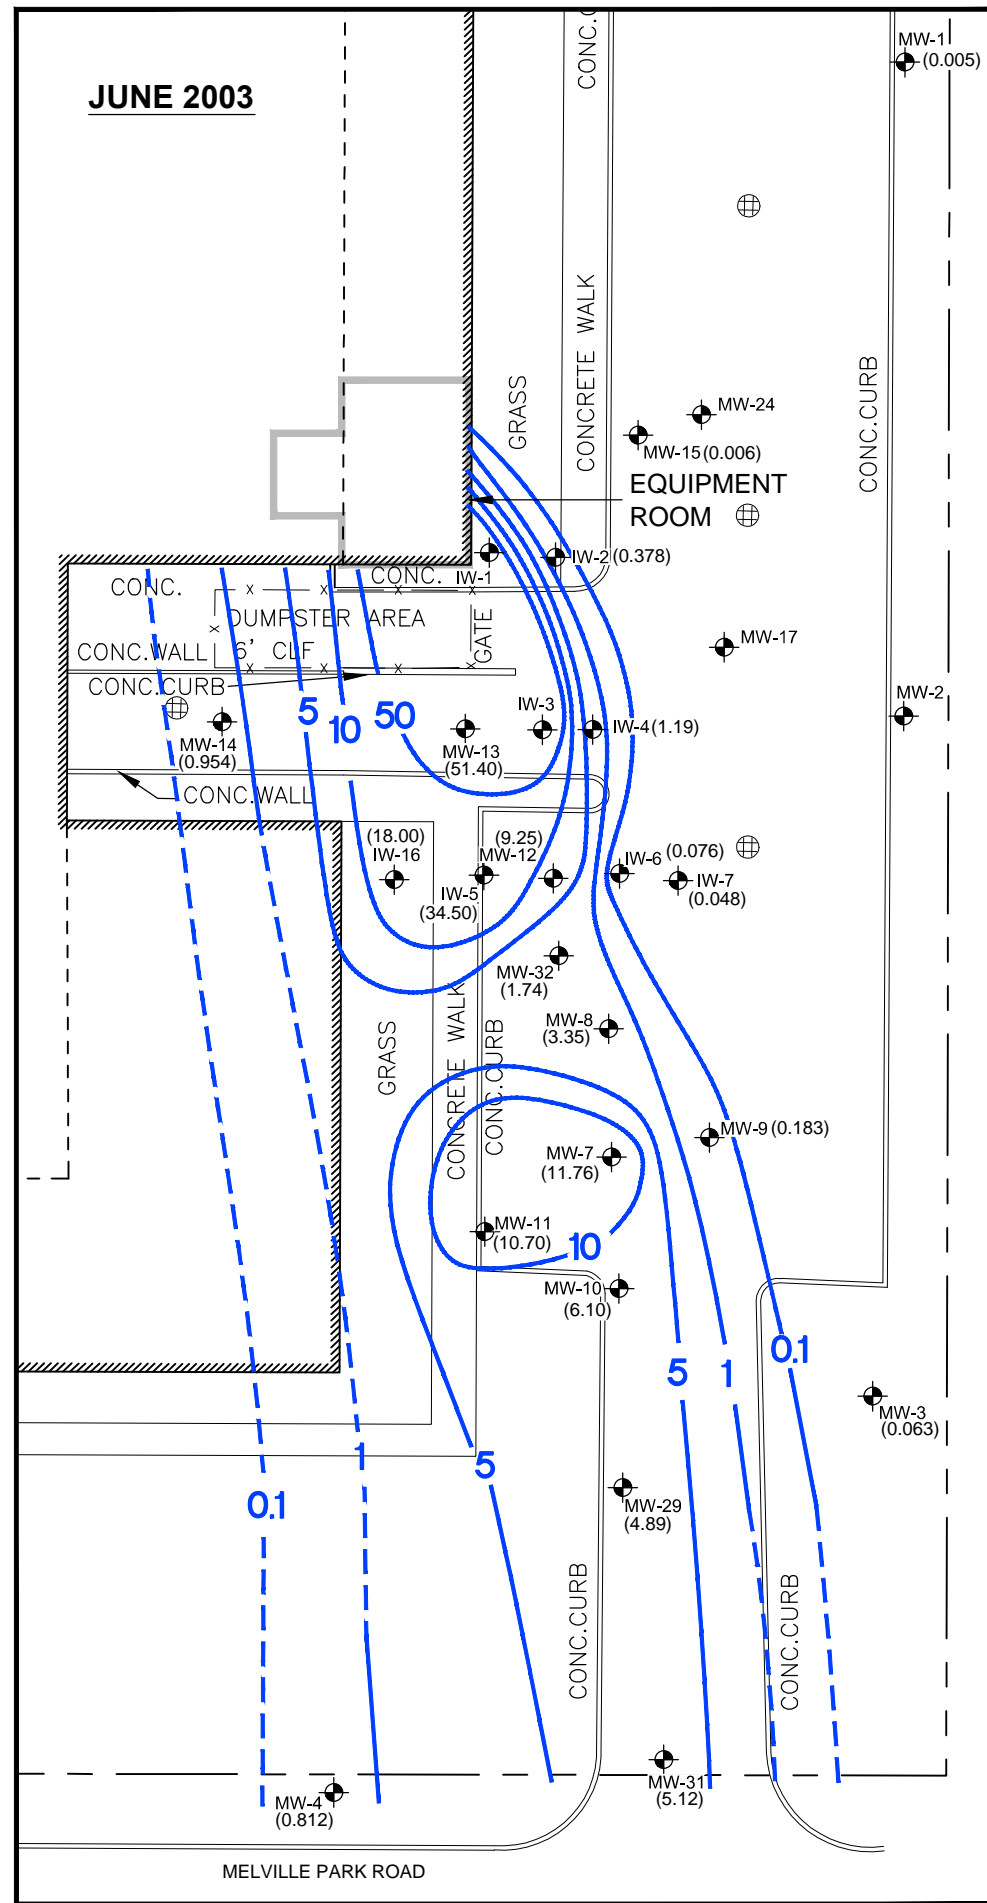 JUNE 2003
CONC.C
MW-1
(0.005)
CONCRETE WALK
GRASS
CONC.CURB
MW-24
MW-15 (0.006)
EQUIPMENT
ROOM
IW-1
IW-2 (0.378)
CONC.
CONC.
DUMPSTER AREA
6' CLF
GATE
CONC.WALL
CONC.CURB
MW-17
MW-2
5
10
50
IW-3
IW-4 (1.19)
MW-14
(0.954)
MW-13
(51.40)
CONC.WALL
(18.00)
IW-16
(9.25)
MW-12
IW-5
(34.50)
IW-6 (0.076)
IW-7
(0.048)
MW-32
(1.74)
MW-8
(3.35)
GRASS
CONCRETE WALK
CONC.CURB
MW-9 (0.183)
MW-7
(11.76)
MW-11
(10.70)
10
MW-10
(6.10)
5
1
0.1
MW-3
(0.063)
0.1
1
5
MW-29
(4.89)
CONC.CURB
CONC.CURB
MW-31
(5.12)
MW-4
(0.812)
MELVILLE PARK ROAD